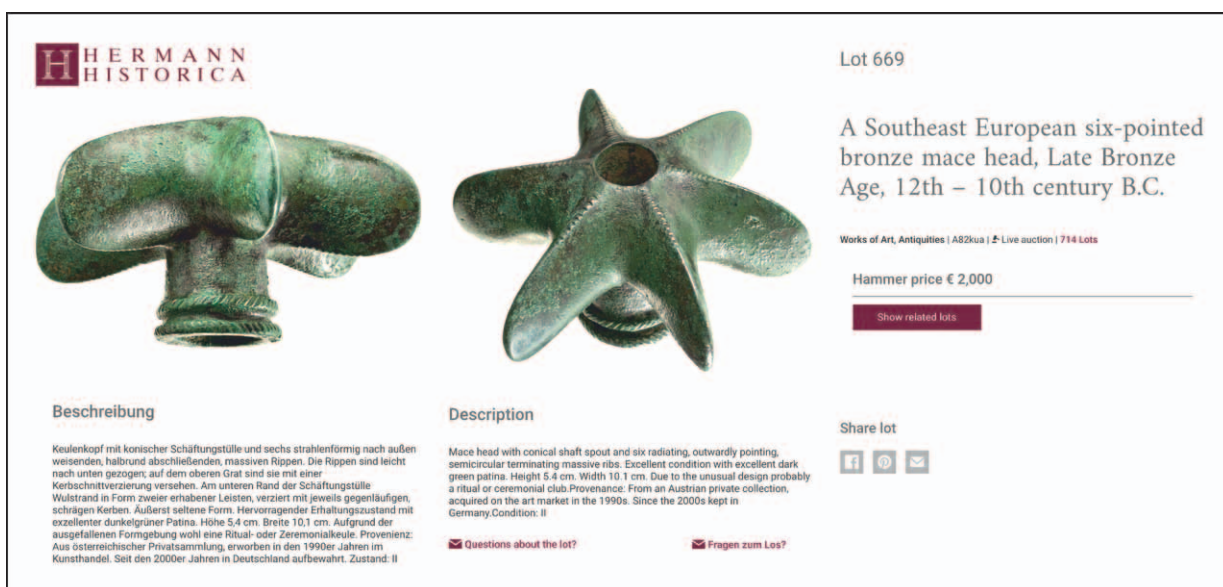 HERMANN
HISTORICA
Lot 669
A Southeast European six-pointed
bronze mace head, Late Bronze
Age, 12th – 10th century B.C.
Works of Art, Antiquities | A82kua | Live auction | 714 Lots
Hammer price € 2,000
Show related lots
Beschreibung
Keulenkopf mit konischer Schäftungstülle und sechs strahlenförmig nach außen
weisenden, halbrund abschließenden, massiven Rippen. Die Rippen sind leicht
nach unten gezogen; auf dem oberen Grat sind sie mit einer
Kerbschnittverzierung versehen. Am unteren Rand der Schäftungstülle
Wulstrand in Form zweier erhabener Leisten, verziert mit jeweils gegenläufigen,
schrägen Kerben. Äußerst seltene Form. Hervorragender Erhaltungszustand mit
exzellenter dunkelgrüner Patina. Höhe 5,4 cm. Breite 10,1 cm. Aufgrund der
ausgefallenen Formgebung wohl eine Ritual- oder Zeremonialkeule. Provenienz:
Aus österreichischer Privatsammlung, erworben in den 1990er Jahren im
Kunsthandel. Seit den 2000er Jahren in Deutschland aufbewahrt. Zustand: II
Description
Mace head with conical shaft spout and six radiating, outwardly pointing,
semicircular terminating massive ribs. Excellent condition with excellent dark
green patina. Height 5.4 cm. Width 10.1 cm. Due to the unusual design probably
a ritual or ceremonial club.Provenance: From an Austrian private collection,
acquired on the art market in the 1990s. Since the 2000s kept in
Germany.Condition: II
Questions about the lot?
Fragen zum Los?
Share lot